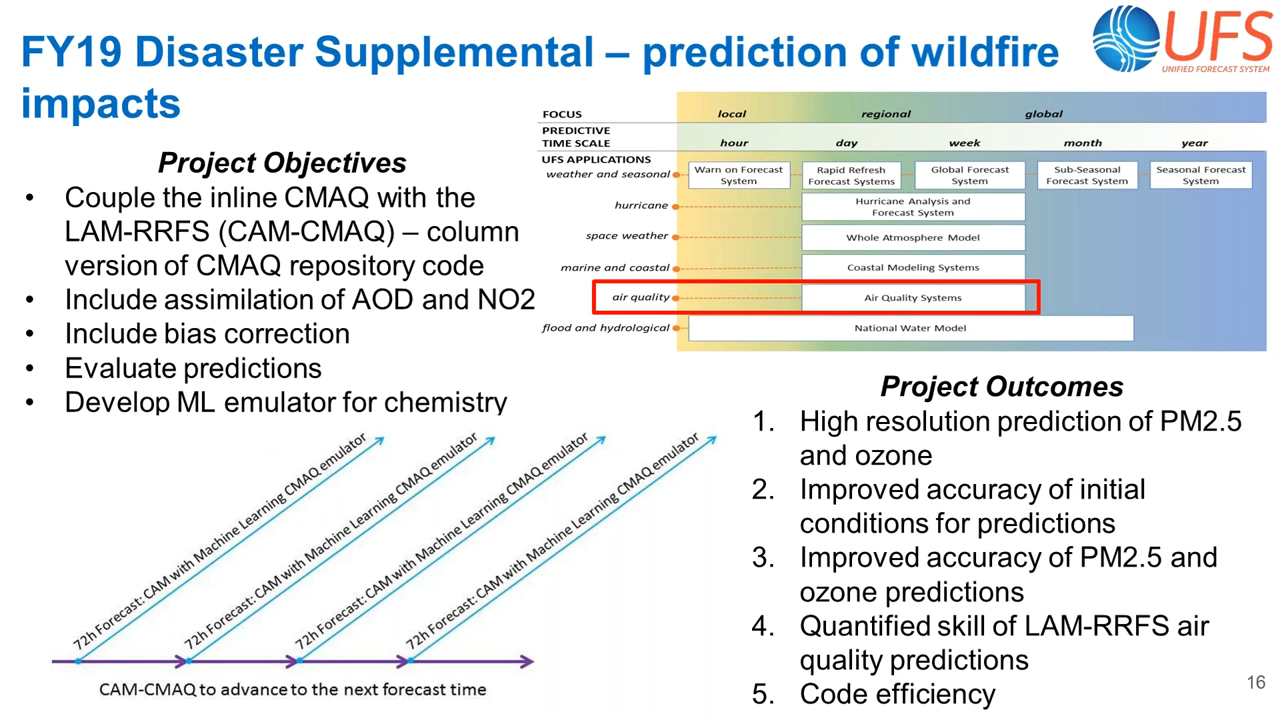 FY19 Disaster Supplemental – prediction of wildfire
impacts
UFS
UNIFIED FORECAST SYSTEM
Project Objectives
• Couple the inline CMAQ with the
LAM-RRFS (CAM-CMAQ) – column
version of CMAQ repository code
• Include assimilation of AOD and NO2
• Include bias correction
• Evaluate predictions
• Develop ML emulator for chemistry
FOCUS local regional global
PREDICTIVE
TIME SCALE hour day week month year
UFS APPLICATIONS
weather and seasonal
Warn on Forecast
System
Rapid Refresh
Forecast Systems
Global Forecast
System
Sub-Seasonal
Forecast System
Seasonal Forecast
System
hurricane
Hurricane Analysis and
Forecast System
space weather Whole Atmosphere Model
marine and coastal Coastal Modeling Systems
air quality Air Quality Systems
flood and hydrological National Water Model
72h Forecast: CAM with Machine Learning CMAQ emulator
72h Forecast: CAM with Machine Learning CMAQ emulator
72h Forecast: CAM with Machine Learning CMAQ emulator
72h Forecast: CAM with Machine Learning CMAQ emulator
CAM-CMAQ to advance to the next forecast time
Project Outcomes
1. High resolution prediction of PM2.5
and ozone
2. Improved accuracy of initial
conditions for predictions
3. Improved accuracy of PM2.5 and
ozone predictions
4. Quantified skill of LAM-RRFS air
quality predictions
5. Code efficiency
16